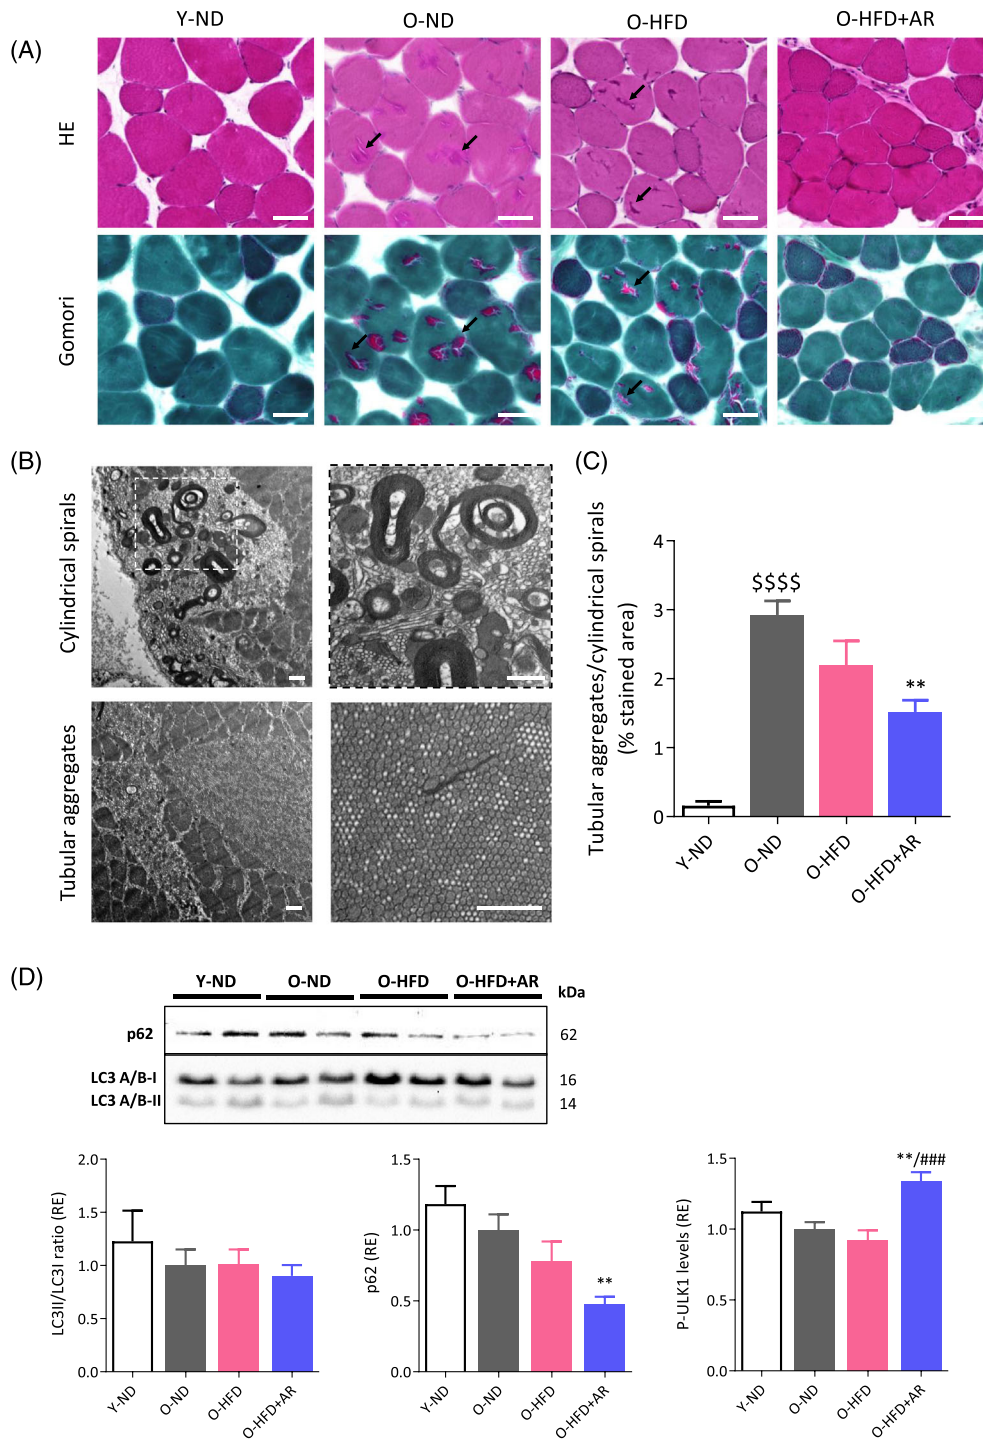 Y-ND O-ND O-HFD O-HFD+AR
(A)
HE
Gomori
(B)
Cylindrical spirals
Tubular aggregates
(C)
Tubular aggregates/cylindrical spirals
(% stained area)
4
3
2
1
0
$$$$
**
Y-ND O-ND O-HFD O-HFD+AR
(D)
Y-ND O-ND O-HFD O-HFD+AR kDa
p62 62
LC3 A/B-I 16
LC3 A/B-II 14
LC3II/LC3I ratio (RE)
2.0
1.5
1.0
0.5
0.0
Y-ND O-ND O-HFD O-HFD+AR
p62 (RE)
1.5
1.0
0.5
0.0
**
Y-ND O-ND O-HFD O-HFD+AR
P-ULK1 levels (RE)
1.5
1.0
0.5
0.0
**/###
Y-ND O-ND O-HFD O-HFD+AR